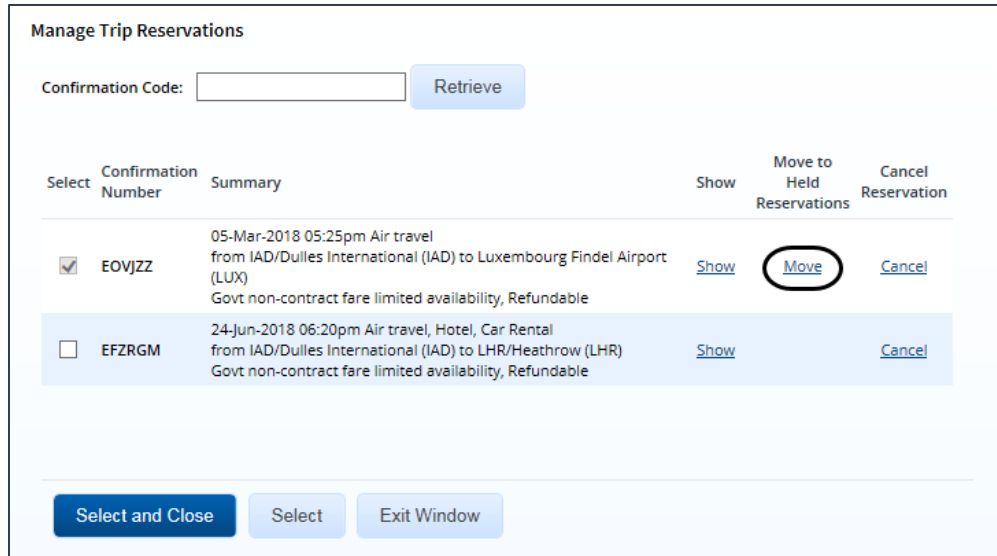 Manage Trip Reservations
Confirmation Code: Retrieve
Select Confirmation Number Summary Show Move to Held Reservations Cancel Reservation
05-Mar-2018 05:25pm Air travel
EOVJZZ from IAD/Dulles International (IAD) to Luxembourg Findel Airport Show Move Cancel
(LUX)
Govt non-contract fare limited availability, Refundable
24-Jun-2018 06:20pm Air travel, Hotel, Car Rental
EFZRGM from IAD/Dulles International (IAD) to LHR/Heathrow (LHR) Show Cancel
Govt non-contract fare limited availability, Refundable
Select and Close Select Exit Window